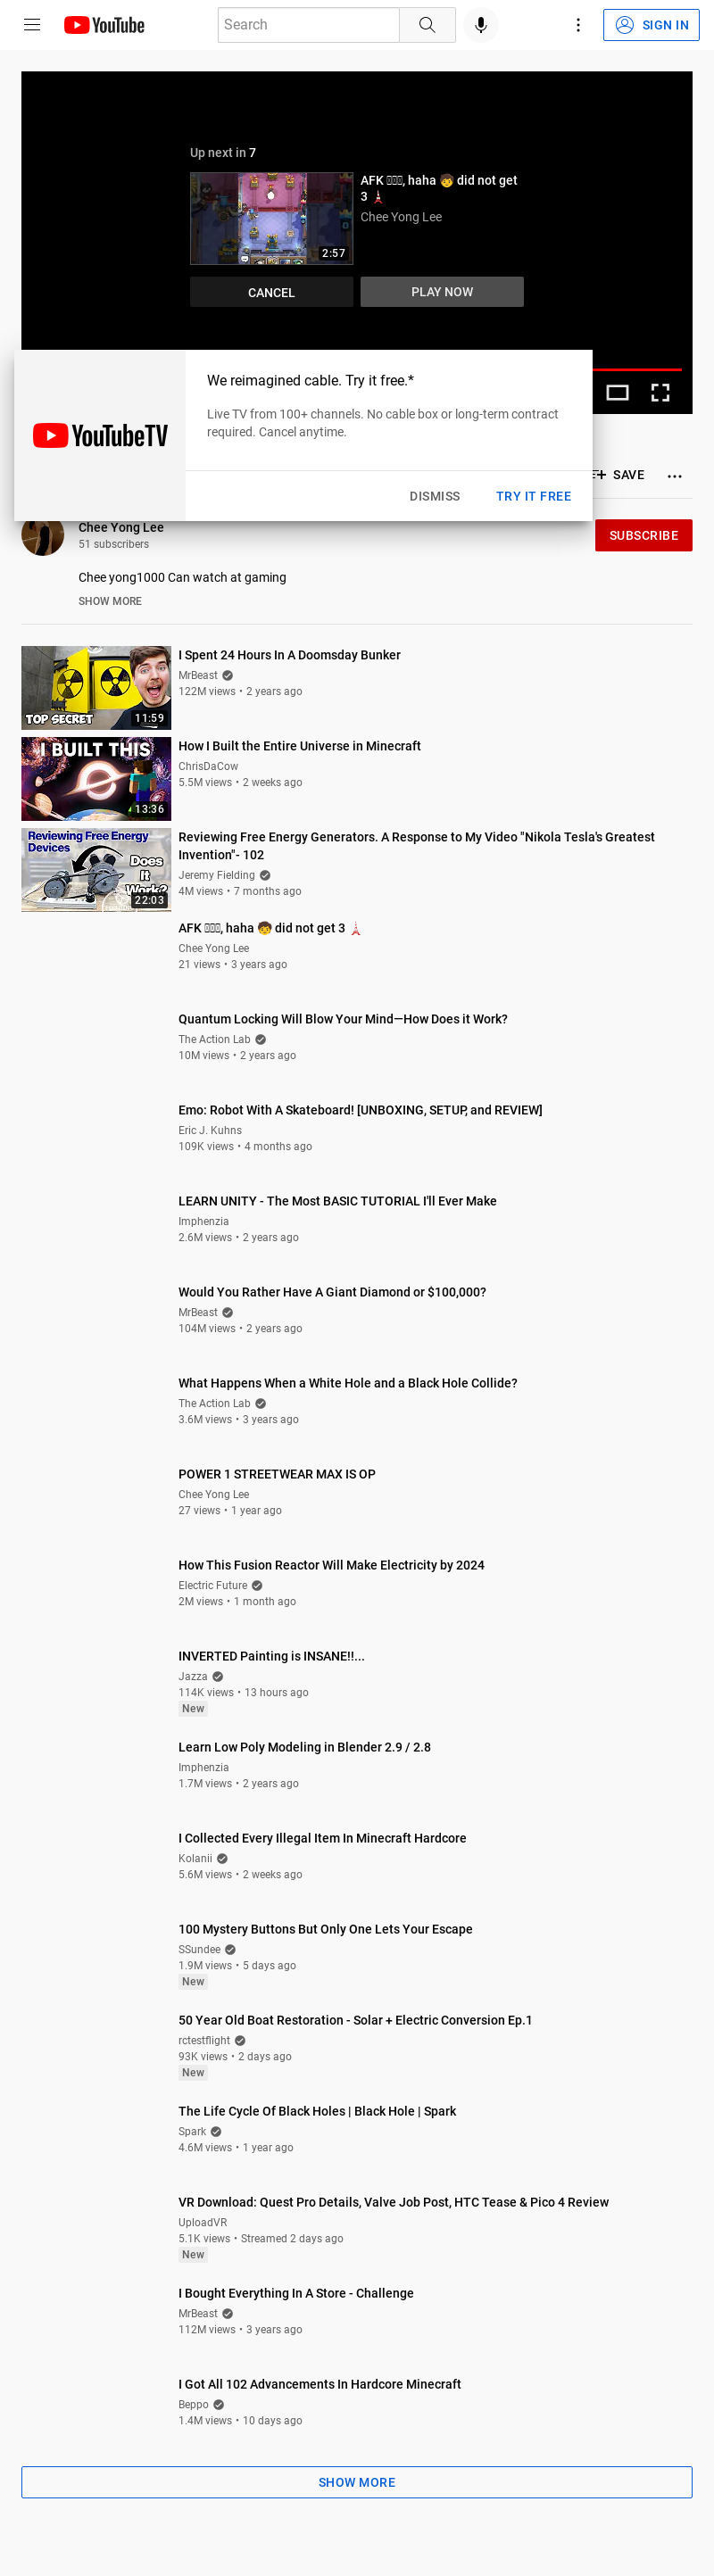 YouTube
Search
SIGN IN
Up next in 7
AFK , haha 🧒 did not get
3 🗼
Chee Yong Lee
2:57
CANCEL
PLAY NOW
We reimagined cable. Try it free.*
Live TV from 100+ channels. No cable box or long-term contract
required. Cancel anytime.
YouTubeTV
DISMISS
TRY IT FREE
SAVE
Chee Yong Lee
51 subscribers
SUBSCRIBE
Chee yong1000 Can watch at gaming
SHOW MORE
TOP SECRET
11:59
I Spent 24 Hours In A Doomsday Bunker
MrBeast
122M views • 2 years ago
I BUILT THIS
13:36
How I Built the Entire Universe in Minecraft
ChrisDaCow
5.5M views • 2 weeks ago
Reviewing Free Energy
Devices
Does
It
Work?
22:03
Reviewing Free Energy Generators. A Response to My Video "Nikola Tesla's Greatest
Invention"- 102
Jeremy Fielding
4M views • 7 months ago
AFK , haha 🧒 did not get 3 🗼
Chee Yong Lee
21 views • 3 years ago
Quantum Locking Will Blow Your Mind—How Does it Work?
The Action Lab
10M views • 2 years ago
Emo: Robot With A Skateboard! [UNBOXING, SETUP, and REVIEW]
Eric J. Kuhns
109K views • 4 months ago
LEARN UNITY - The Most BASIC TUTORIAL I'll Ever Make
Imphenzia
2.6M views • 2 years ago
Would You Rather Have A Giant Diamond or $100,000?
MrBeast
104M views • 2 years ago
What Happens When a White Hole and a Black Hole Collide?
The Action Lab
3.6M views • 3 years ago
POWER 1 STREETWEAR MAX IS OP
Chee Yong Lee
27 views • 1 year ago
How This Fusion Reactor Will Make Electricity by 2024
Electric Future
2M views • 1 month ago
INVERTED Painting is INSANE!!...
Jazza
114K views • 13 hours ago
New
Learn Low Poly Modeling in Blender 2.9 / 2.8
Imphenzia
1.7M views • 2 years ago
I Collected Every Illegal Item In Minecraft Hardcore
Kolanii
5.6M views • 2 weeks ago
100 Mystery Buttons But Only One Lets Your Escape
SSundee
1.9M views • 5 days ago
New
50 Year Old Boat Restoration - Solar + Electric Conversion Ep.1
rctestflight
93K views • 2 days ago
New
The Life Cycle Of Black Holes | Black Hole | Spark
Spark
4.6M views • 1 year ago
VR Download: Quest Pro Details, Valve Job Post, HTC Tease & Pico 4 Review
UploadVR
5.1K views • Streamed 2 days ago
New
I Bought Everything In A Store - Challenge
MrBeast
112M views • 3 years ago
I Got All 102 Advancements In Hardcore Minecraft
Beppo
1.4M views • 10 days ago
SHOW MORE